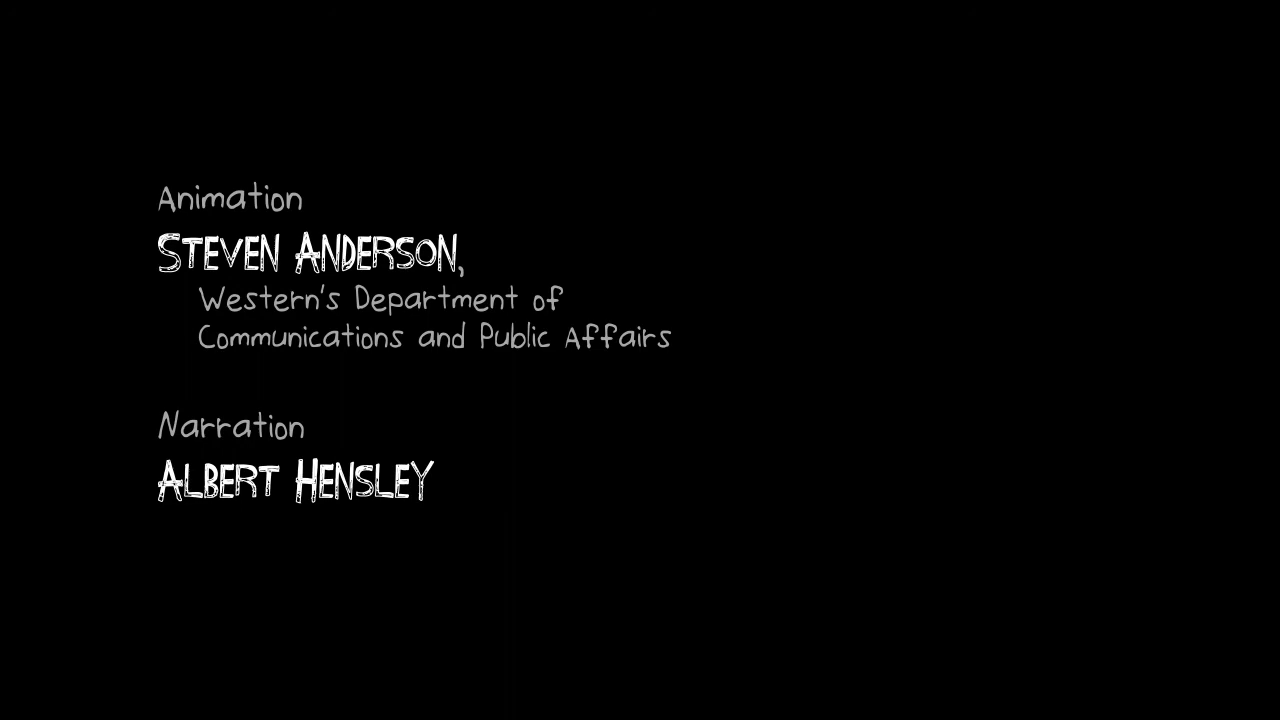 Animation
STEVEN ANDERSON,
Western's Department of
Communications and Public Affairs
Narration
ALBERT HENSLEY